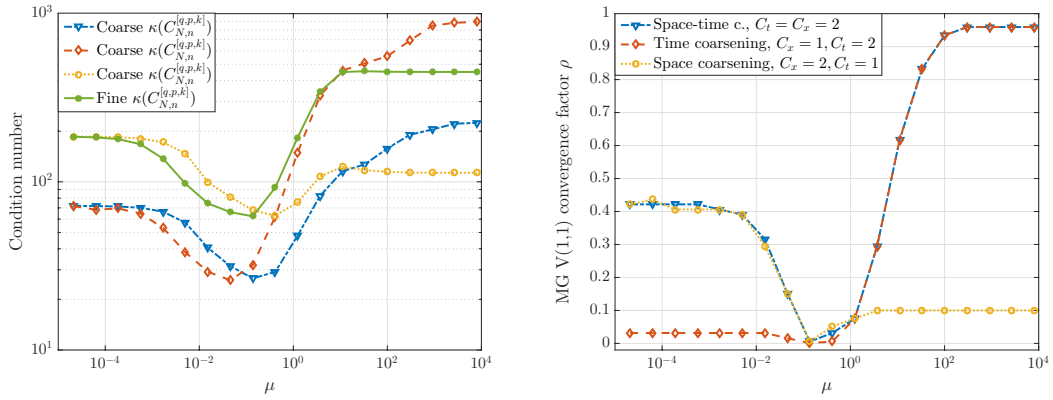 10^3
10^2
10^1
Condition number
Coarse κ(C_{N,n}^{[q,p,k]})
Coarse κ(C_{N,n}^{[q,p,k]})
Coarse κ(C_{N,n}^{[q,p,k]})
Fine κ(C_{N,n}^{[q,p,k]})
10^{-4}
10^{-2}
10^0
10^2
10^4
μ
1
0.9
0.8
0.7
0.6
0.5
0.4
0.3
0.2
0.1
0
MG V(1,1) convergence factor ρ
Space-time c., C_t = C_x = 2
Time coarsening, C_x = 1, C_t = 2
Space coarsening, C_x = 2, C_t = 1
10^{-4}
10^{-2}
10^0
10^2
10^4
μ